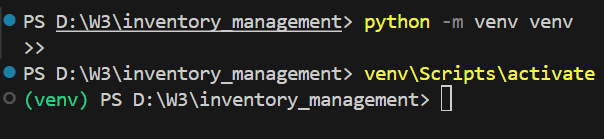 PS D:\W3\inventory_management> python -m venv venv
>>
PS D:\W3\inventory_management> venv\Scripts\activate
(venv) PS D:\W3\inventory_management>